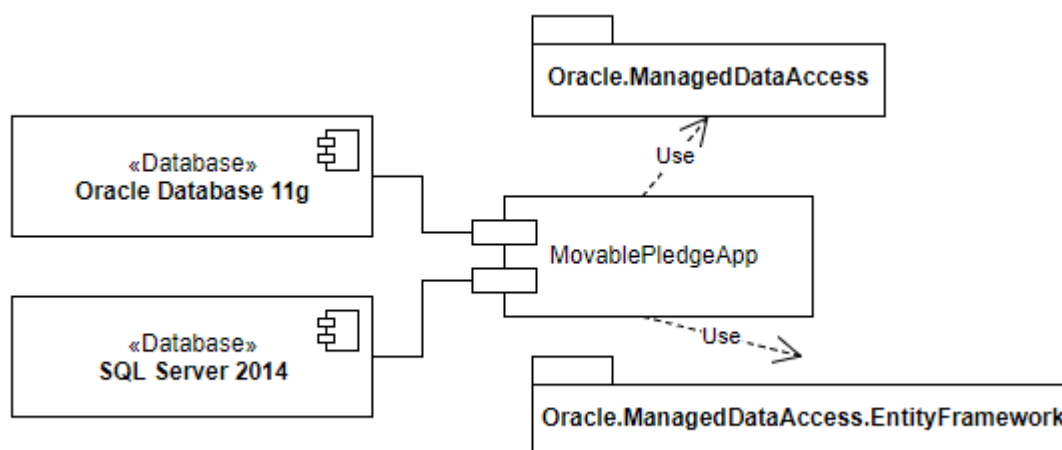 Oracle.ManagedDataAccess
Use
«Database»
Oracle Database 11g
MovablePledgeApp
«Database»
SQL Server 2014
Use
Oracle.ManagedDataAccess.EntityFramework